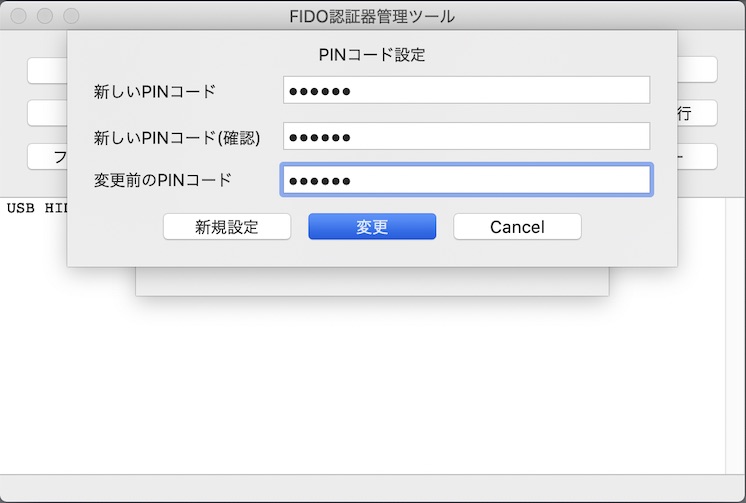 FIDO認証器管理ツール
PINコード設定
新しいPINコード
●●●●●●
新しいPINコード(確認)
●●●●●●
変更前のPINコード
●●●●●●
新規設定 変更 Cancel
行
フ
USB HID